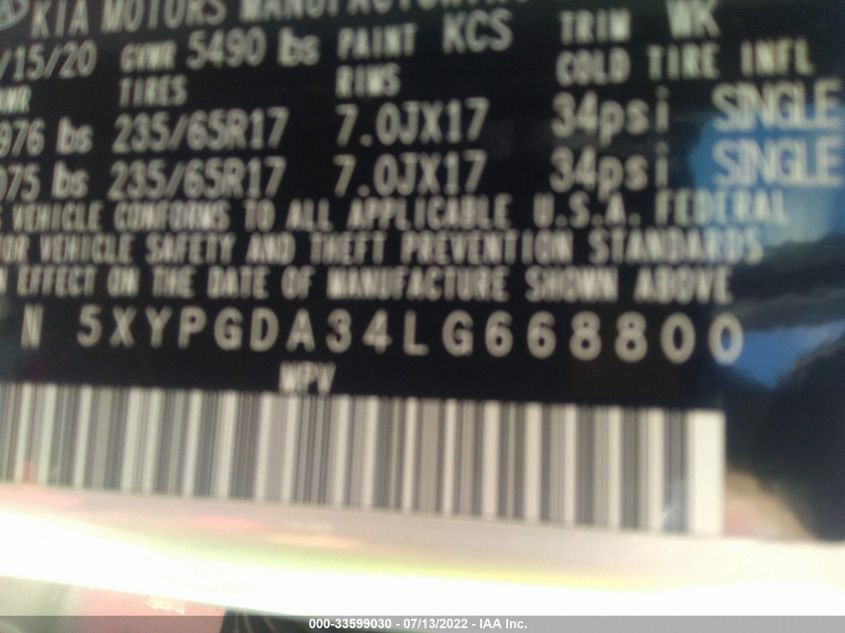 KIA MOTORS MANUFACTURING
/15/20 GVWR 5490 lbs PAINT KCS TRIM WK
TIRES RIMS COLD TIRE INFL
976 lbs 235/65R17 7.0JX17 34psi SINGLE
075 lbs 235/65R17 7.0JX17 34psi SINGLE
VEHICLE CONFORMS TO ALL APPLICABLE U.S.A. FEDERAL
OR VEHICLE SAFETY AND THEFT PREVENTION STANDARDS
N EFFECT ON THE DATE OF MANUFACTURE SHOWN ABOVE
N 5XYPGDA34LG668800
MPV
000-33599030 - 07/13/2022 - IAA Inc.